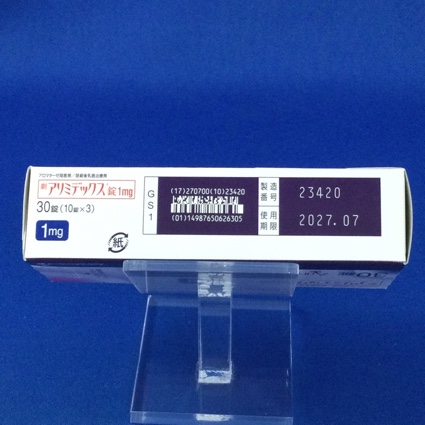 アロマターゼ阻害剤/閉経後乳癌治療剤
劇 アリミデックス®錠1mg
30錠(10錠×3)
1mg
紙
GS1
(17)270700(10)23420
(01)14987650626305
製造番号 23420
使用期限 2027.07